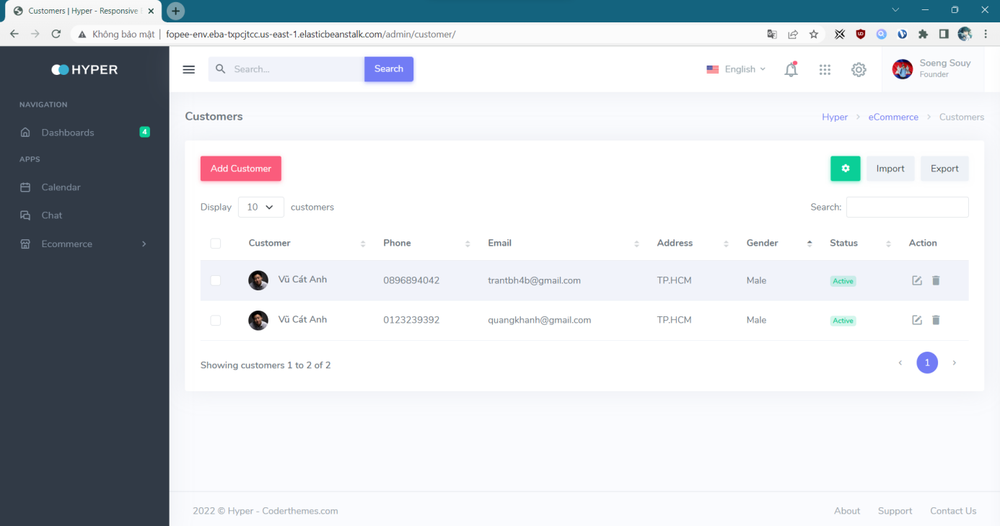 Customers | Hyper - Responsive
Không bảo mật | fopee-env.eba-txpcjtcc.us-east-1.elasticbeanstalk.com/admin/customer/
HYPER
Search...
Search
English
Soeng Souy
Founder
NAVIGATION
Dashboards
4
APPS
Calendar
Chat
Ecommerce
Customers
Hyper > eCommerce > Customers
Add Customer
Import
Export
Display 10 customers
Search:
Customer Phone Email Address Gender Status Action
Vũ Cát Anh 0896894042 trantbh4b@gmail.com TP.HCM Male Active
Vũ Cát Anh 0123239392 quangkhanh@gmail.com TP.HCM Male Active
Showing customers 1 to 2 of 2
1
2022 © Hyper - Coderthemes.com
About Support Contact Us